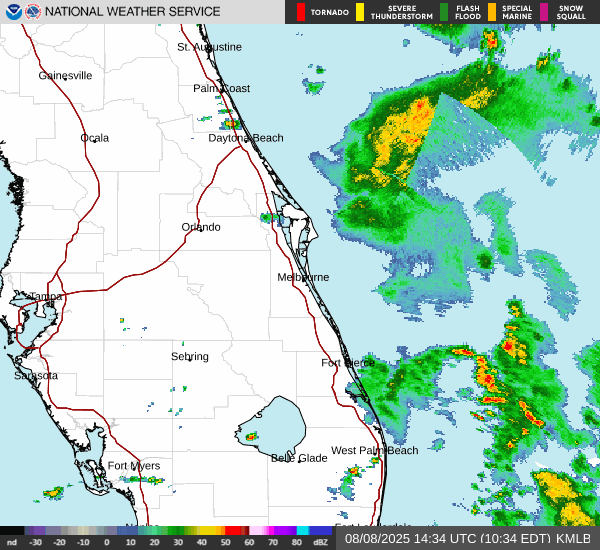 NATIONAL WEATHER SERVICE
TORNADO
SEVERE THUNDERSTORM
FLASH FLOOD
SPECIAL MARINE
SNOW SQUALL
St. Augustine
Gainesville
Palm Coast
Ocala
Daytona Beach
Orlando
Melbourne
Tampa
Sebring
Fort Pierce
Sarasota
West Palm Beach
Belle Glade
Fort Myers
nd -30 -20 -10 0 10 20 30 40 50 60 70 80 dBZ
08/08/2025 14:34 UTC (10:34 EDT) KMLB